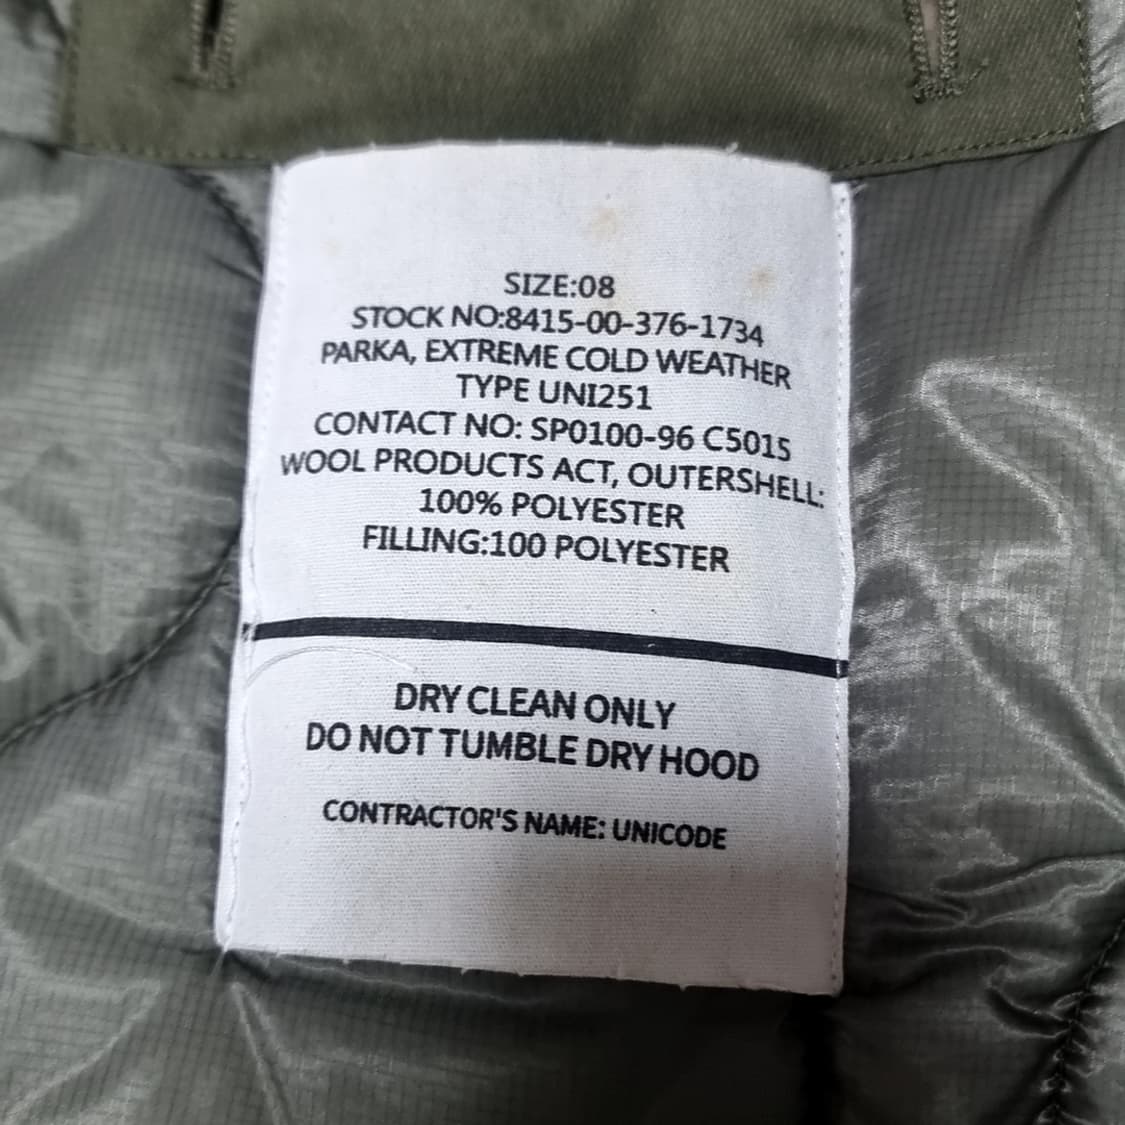 SIZE:08
STOCK NO:8415-00-376-1734
PARKA, EXTREME COLD WEATHER
TYPE UNI251
CONTACT NO: SP0100-96 C5015
WOOL PRODUCTS ACT, OUTERSHELL:
100% POLYESTER
FILLING:100 POLYESTER
DRY CLEAN ONLY
DO NOT TUMBLE DRY HOOD
CONTRACTOR'S NAME: UNICODE